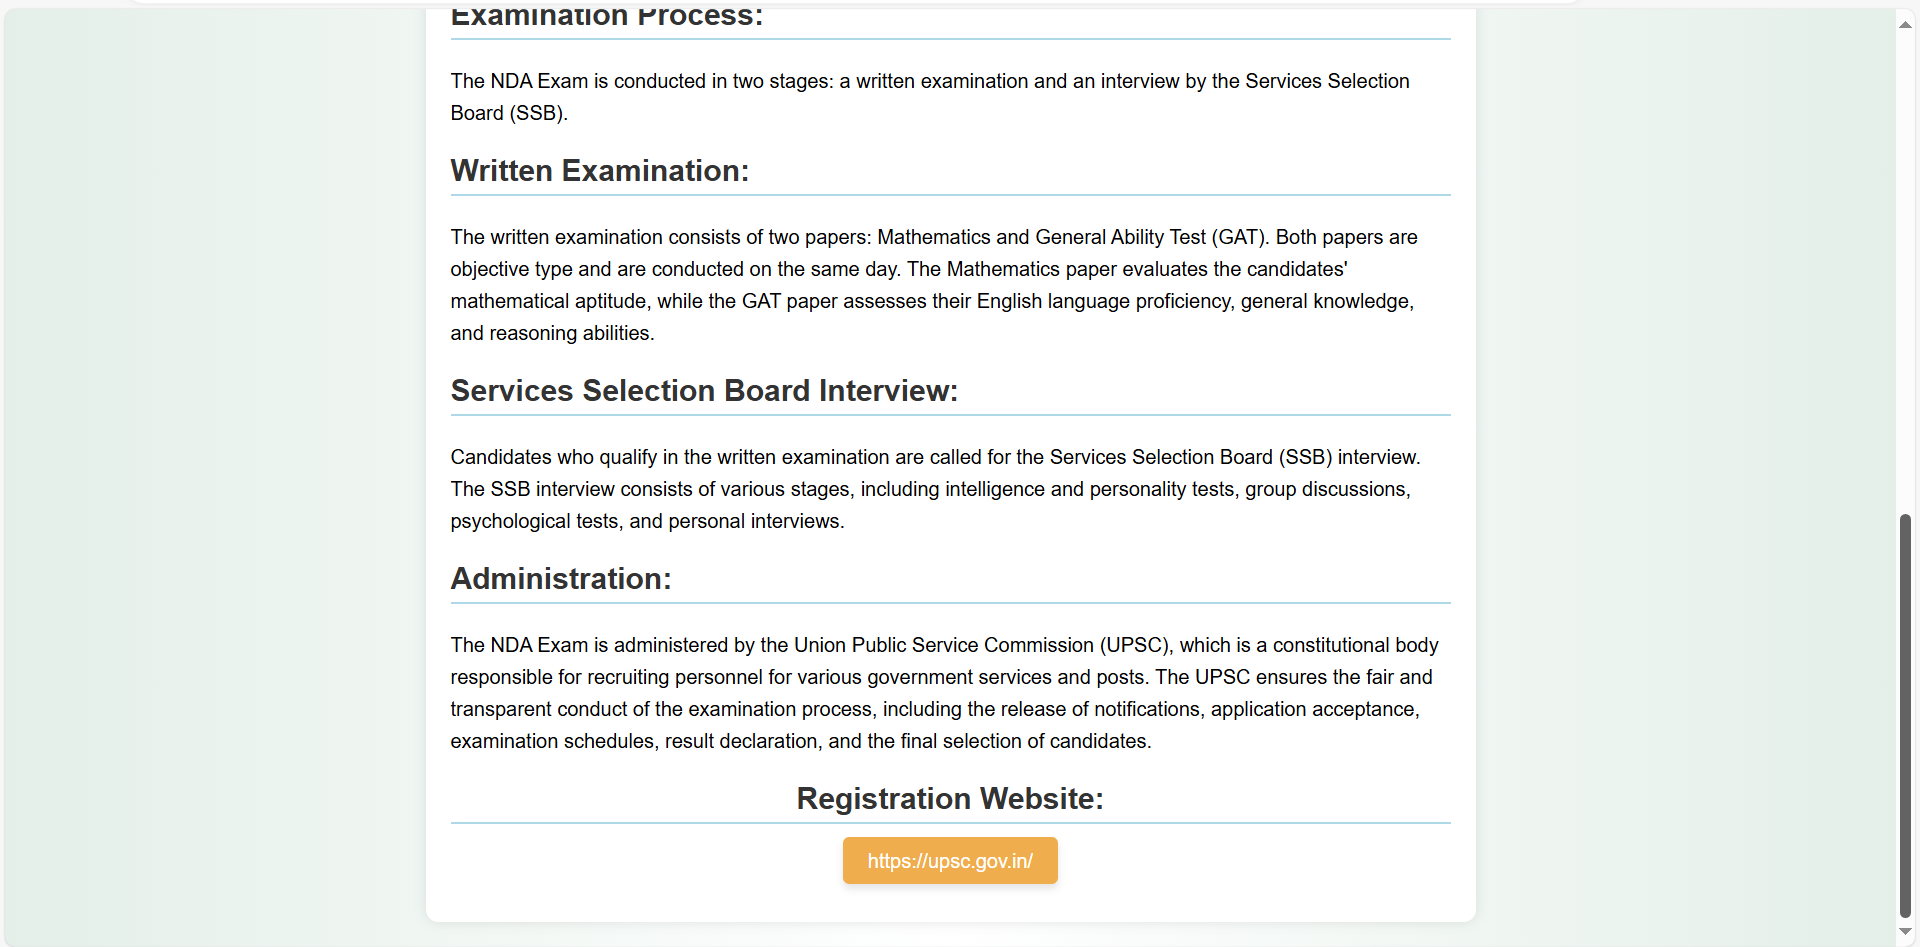 Examination Process:
The NDA Exam is conducted in two stages: a written examination and an interview by the Services Selection
Board (SSB).
Written Examination:
The written examination consists of two papers: Mathematics and General Ability Test (GAT). Both papers are
objective type and are conducted on the same day. The Mathematics paper evaluates the candidates'
mathematical aptitude, while the GAT paper assesses their English language proficiency, general knowledge,
and reasoning abilities.
Services Selection Board Interview:
Candidates who qualify in the written examination are called for the Services Selection Board (SSB) interview.
The SSB interview consists of various stages, including intelligence and personality tests, group discussions,
psychological tests, and personal interviews.
Administration:
The NDA Exam is administered by the Union Public Service Commission (UPSC), which is a constitutional body
responsible for recruiting personnel for various government services and posts. The UPSC ensures the fair and
transparent conduct of the examination process, including the release of notifications, application acceptance,
examination schedules, result declaration, and the final selection of candidates.
Registration Website:
https://upsc.gov.in/